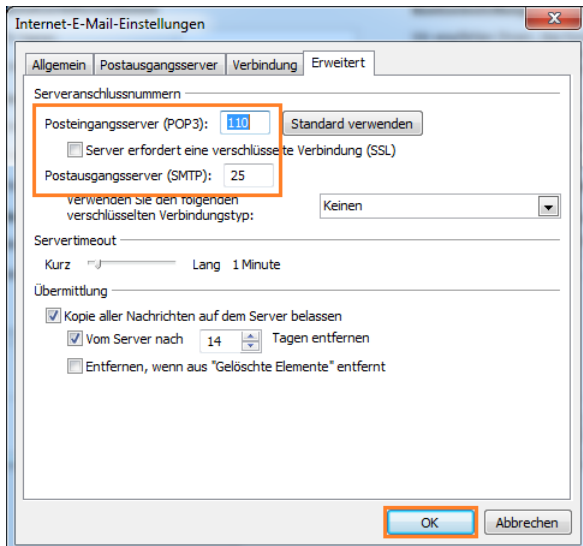 Internet-E-Mail-Einstellungen
Allgemein Postausgangsserver Verbindung Erweitert
Serveranschlussnummern
Posteingangsserver (POP3): 110 Standard verwenden
Server erfordert eine verschlüsselte Verbindung (SSL)
Postausgangsserver (SMTP): 25
Verwenden Sie den folgenden
verschlüsselten Verbindungstyp: Keinen
Servertimeout
Kurz Lang 1 Minute
Übermittlung
Kopie aller Nachrichten auf dem Server belassen
Vom Server nach 14 Tagen entfernen
Entfernen, wenn aus "Gelöschte Elemente" entfernt
OK Abbrechen